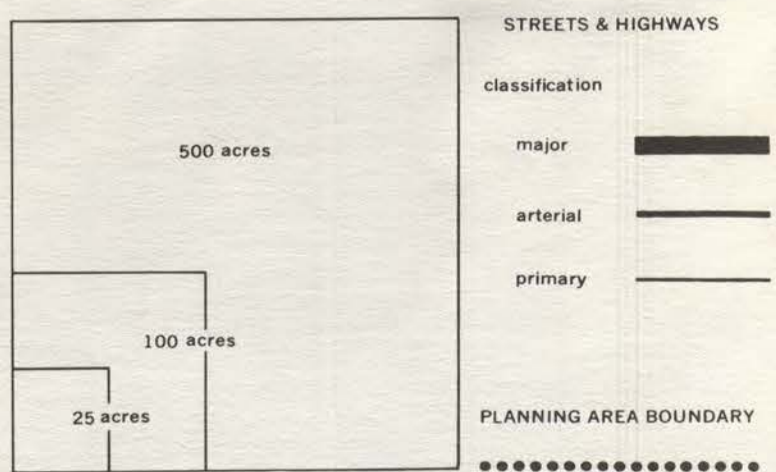 STREETS & HIGHWAYS
classification
500 acres
major
arterial
primary
100 acres
25 acres
PLANNING AREA BOUNDARY